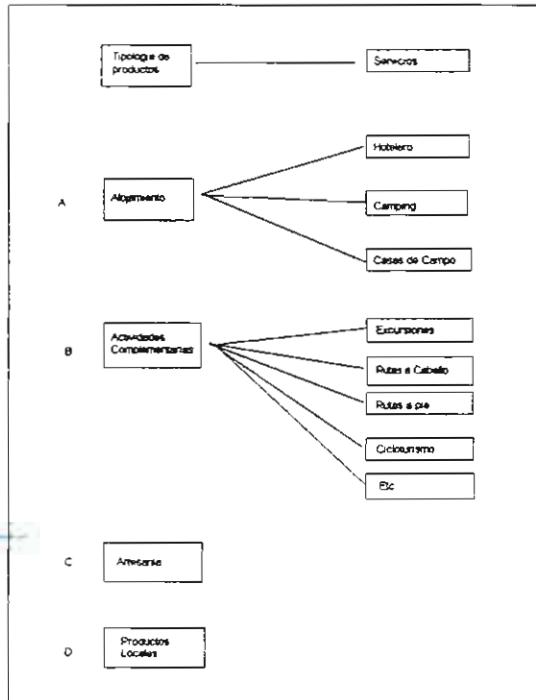 Tipologia de
productos
Servicios
Hotelero
A
Alojamiento
Camping
Casas de Campo
B
Actividades
Complementarias
Excursiones
Rutas a Caballo
Rutas a pie
Cicloturismo
Etc
C
Artesania
D
Productos
Locales